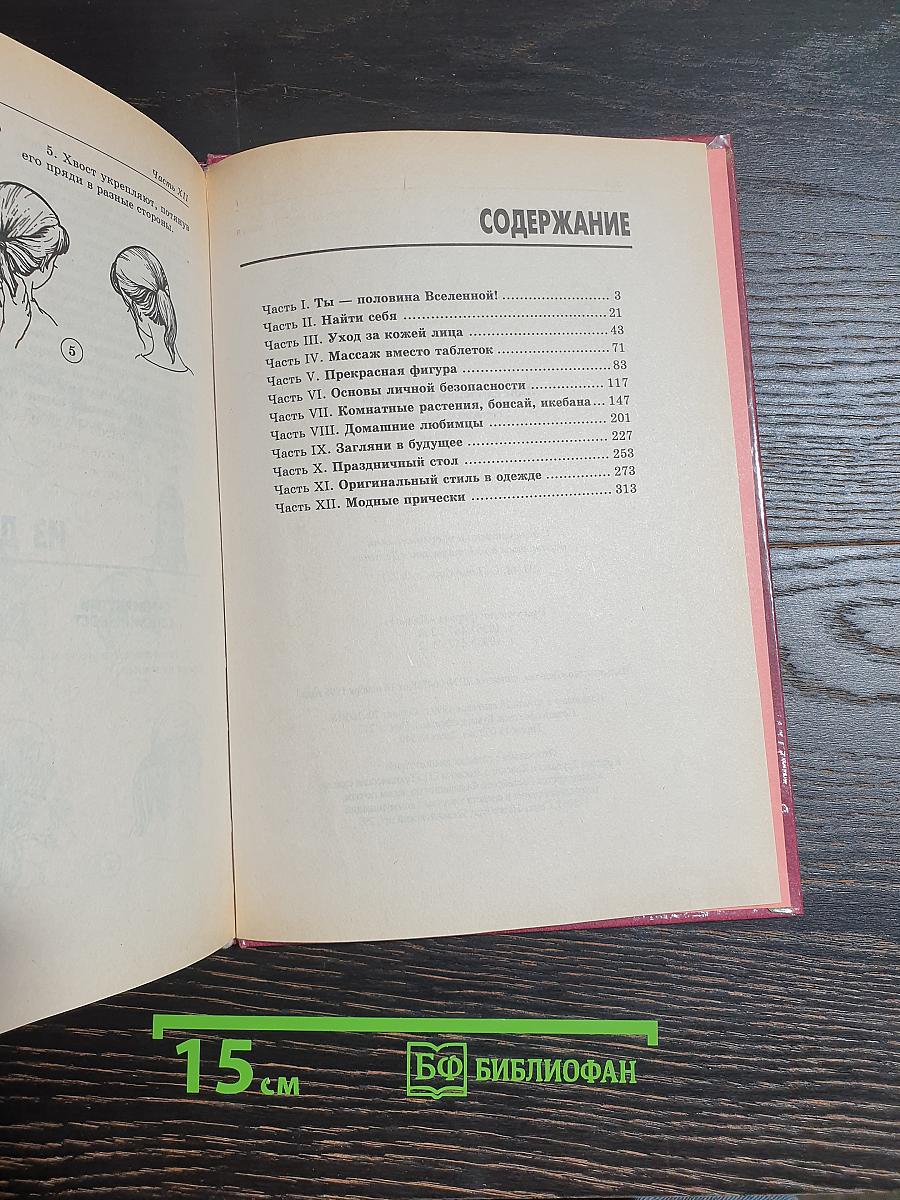 Часть XII
5. Хвост укрепляют, потянув
его пряди в разные стороны.
5
СОДЕРЖАНИЕ
Часть I. Ты — половина Вселенной! ........................ 3
Часть II. Найти себя ............................................... 21
Часть III. Уход за кожей лица ................................ 43
Часть IV. Массаж вместо таблеток .......................... 71
Часть V. Прекрасная фигура .................................. 83
Часть VI. Основы личной безопасности ................. 117
Часть VII. Комнатные растения, бонсай, икебана ... 147
Часть VIII. Домашние любимцы ........................... 201
Часть IX. Загляни в будущее ................................ 227
Часть X. Праздничный стол ................................. 253
Часть XI. Оригинальный стиль в одежде ............... 273
Часть XII. Модные прически ................................ 313
15 см
БФ БИБЛИОФАН